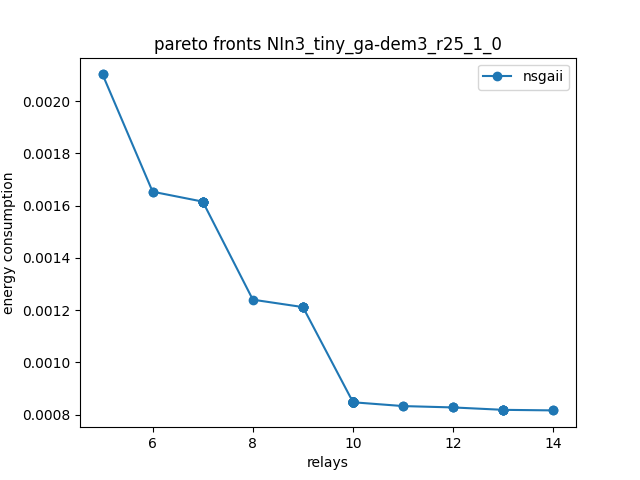 pareto fronts NIn3_tiny_ga-dem3_r25_1_0
nsgaii
0.0020
0.0018
0.0016
0.0014
0.0012
0.0010
0.0008
energy consumption
6 8 10 12 14
relays